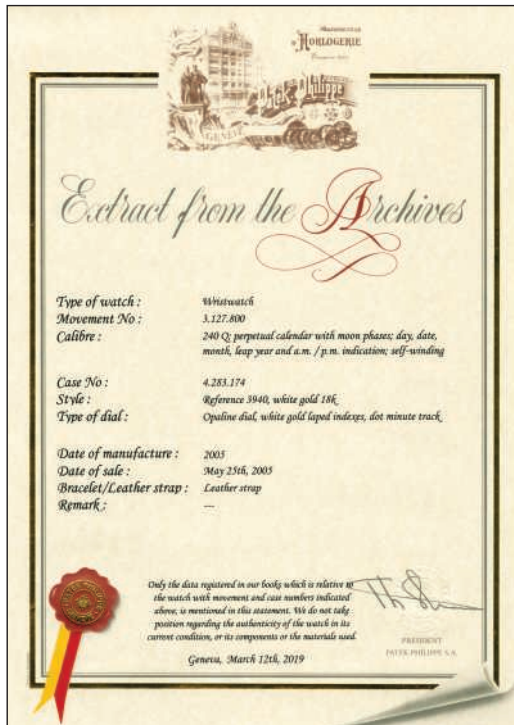 HORLOGERIE
Patek Philippe
GENÈVE
Extract from the Archives
Type of watch : Wristwatch
Movement No : 3.127.800
Calibre : 240 Q; perpetual calendar with moon phases; day, date,
month, leap year and a.m. / p.m. indication; self-winding
Case No : 4.283.174
Style : Reference 3940, white gold 18k
Type of dial : Opaline dial, white gold laped indexes, dot minute track
Date of manufacture : 2005
Date of sale : May 25th, 2005
Bracelet/Leather strap : Leather strap
Remark : ---
Only the data registered in our books which is relative to
the watch with movement and case numbers indicated
above, is mentioned in this statement. We do not take
position regarding the authenticity of the watch in its
current condition, or its components or the materials used.
PRESIDENT
PATEK PHILIPPE S.A.
Geneva, March 12th, 2019